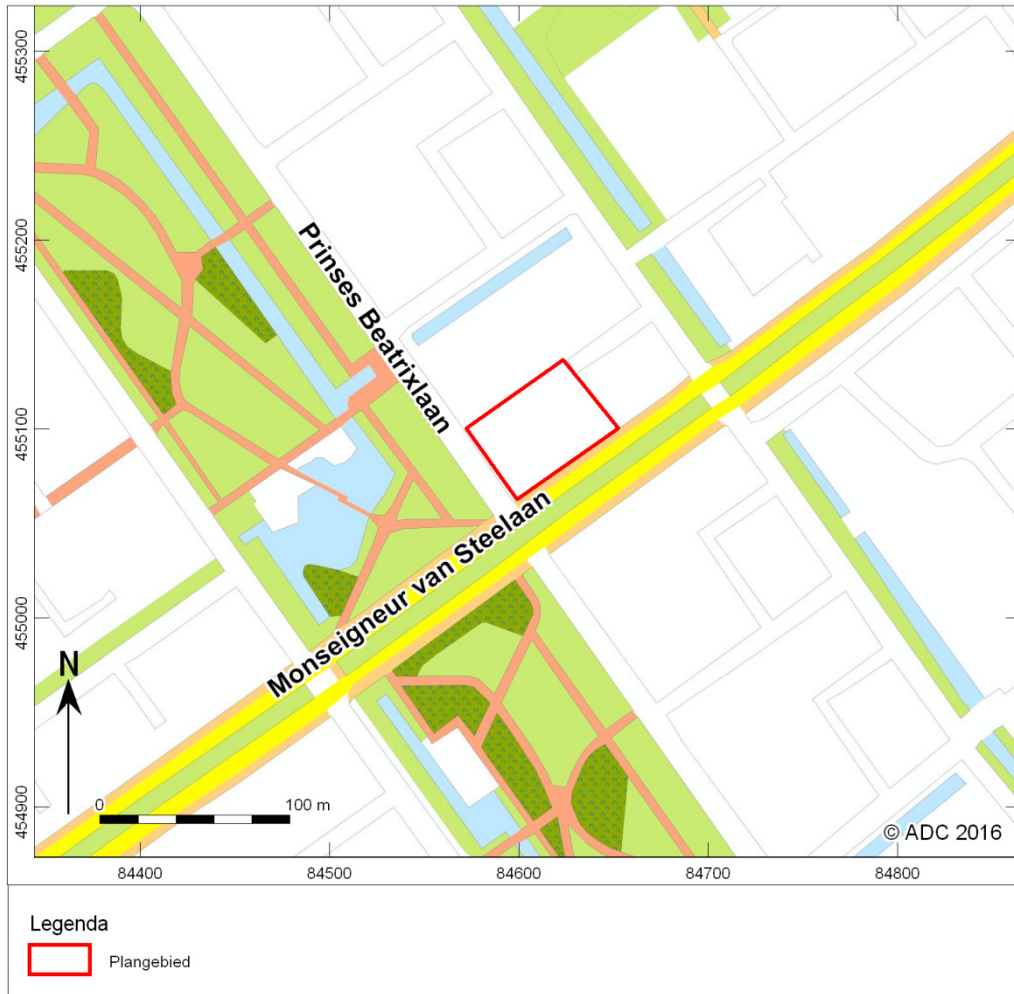 455300
455200
455100
455000
454900
Prinses Beatrixlaan
Monseigneur van Steelaan
N
0 100 m
© ADC 2016
84400 84500 84600 84700 84800
Legenda
Plangebied